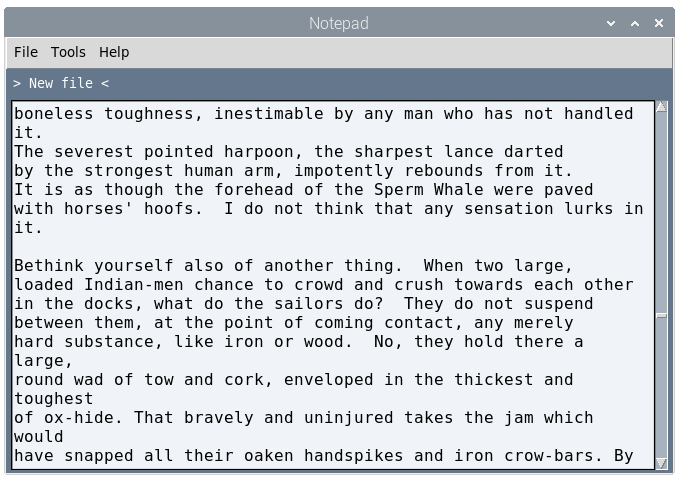 Notepad
File Tools Help
> New file <
boneless toughness, inestimable by any man who has not handled
it.
The severest pointed harpoon, the sharpest lance darted
by the strongest human arm, impotently rebounds from it.
It is as though the forehead of the Sperm Whale were paved
with horses' hoofs.  I do not think that any sensation lurks in
it.

Bethink yourself also of another thing.  When two large,
loaded Indian-men chance to crowd and crush towards each other
in the docks, what do the sailors do?  They do not suspend
between them, at the point of coming contact, any merely
hard substance, like iron or wood.  No, they hold there a
large,
round wad of tow and cork, enveloped in the thickest and
toughest
of ox-hide. That bravely and uninjured takes the jam which
would
have snapped all their oaken handspikes and iron crow-bars. By